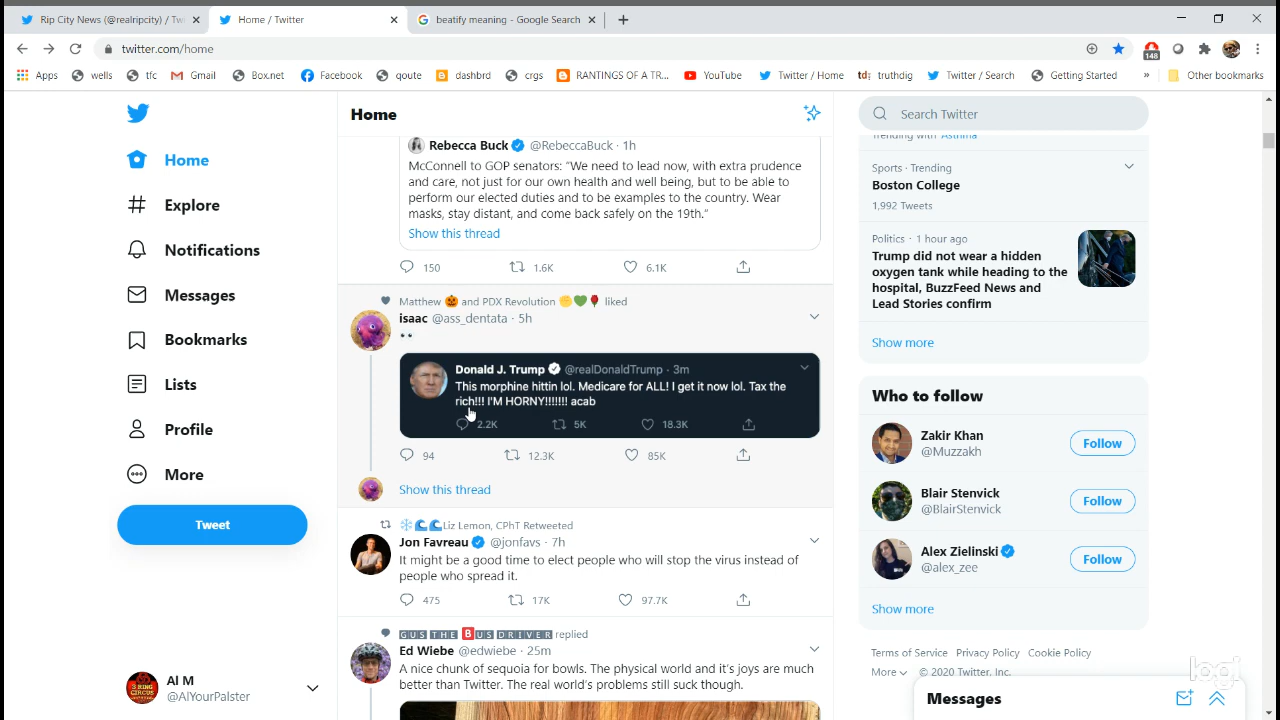 Rip City News (@realripcity) / Twi
Home / Twitter
beatify meaning - Google Search
twitter.com/home
148
Apps
wells
tfc
Gmail
Box.net
Facebook
qoute
dashbrd
crgs
RANTINGS OF A TR...
YouTube
Twitter / Home
td:
truthdig
Twitter / Search
Getting Started
»
Other bookmarks
Home
Explore
Notifications
Messages
Bookmarks
Lists
Profile
More
Tweet
Al M
@AlYourPalster
3 RING
CIRCUS
Home
Rebecca Buck @RebeccaBuck · 1h
McConnell to GOP senators: “We need to lead now, with extra prudence
and care, not just for our own health and well being, but to be able to
perform our elected duties and to be examples to the country. Wear
masks, stay distant, and come back safely on the 19th.”
Show this thread
150 1.6K 6.1K
Matthew 🎃 and PDX Revolution ✊💚🌹 liked
isaac @ass_dentata · 5h
👀
Donald J. Trump @realDonaldTrump · 3m
This morphine hittin lol. Medicare for ALL! I get it now lol. Tax the
rich!!! I'M HORNY!!!!!!! acab
2.2K 5K 18.3K
94 12.3K 85K
Show this thread
❄️🌊🌊Liz Lemon, CPhT Retweeted
Jon Favreau @jonfavs · 7h
It might be a good time to elect people who will stop the virus instead of
people who spread it.
475 17K 97.7K
🄶🅄🅂 🅃🄷🄴 🅱🅄🅂 🄳🅁🄸🅅🄴🅁 replied
Ed Wiebe @edwiebe · 25m
A nice chunk of sequoia for bowls. The physical world and it’s joys are much
better than Twitter. The real world’s problems still suck though.
Search Twitter
Trending with Asthma
Sports · Trending
Boston College
1,992 Tweets
Politics · 1 hour ago
Trump did not wear a hidden
oxygen tank while heading to the
hospital, BuzzFeed News and
Lead Stories confirm
Show more
Who to follow
Zakir Khan
@Muzzakh
Follow
Blair Stenvick
@BlairStenvick
Follow
Alex Zielinski
@alex_zee
Follow
Show more
Terms of Service Privacy Policy Cookie Policy
More © 2020 Twitter, Inc.
logi
Messages